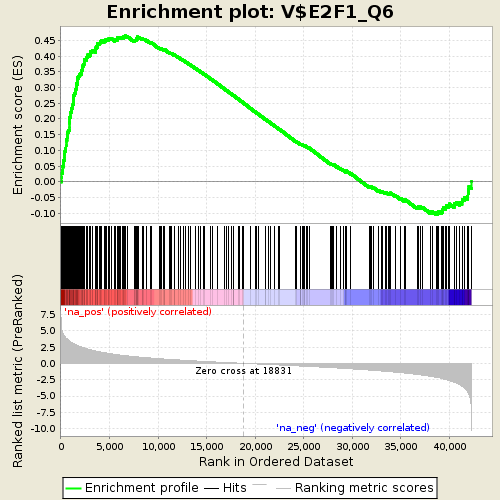 Enrichment plot: V$E2F1_Q6
Enrichment score (ES)
0.45
0.40
0.35
0.30
0.25
0.20
0.15
0.10
0.05
0.00
-0.05
-0.10
Ranked list metric (PreRanked)
7.5
5.0
2.5
0.0
-2.5
-5.0
-7.5
-10.0
'na_pos' (positively correlated)
Zero cross at 18831
'na_neg' (negatively correlated)
0 5,000 10,000 15,000 20,000 25,000 30,000 35,000 40,000
Rank in Ordered Dataset
Enrichment profile Hits Ranking metric scores